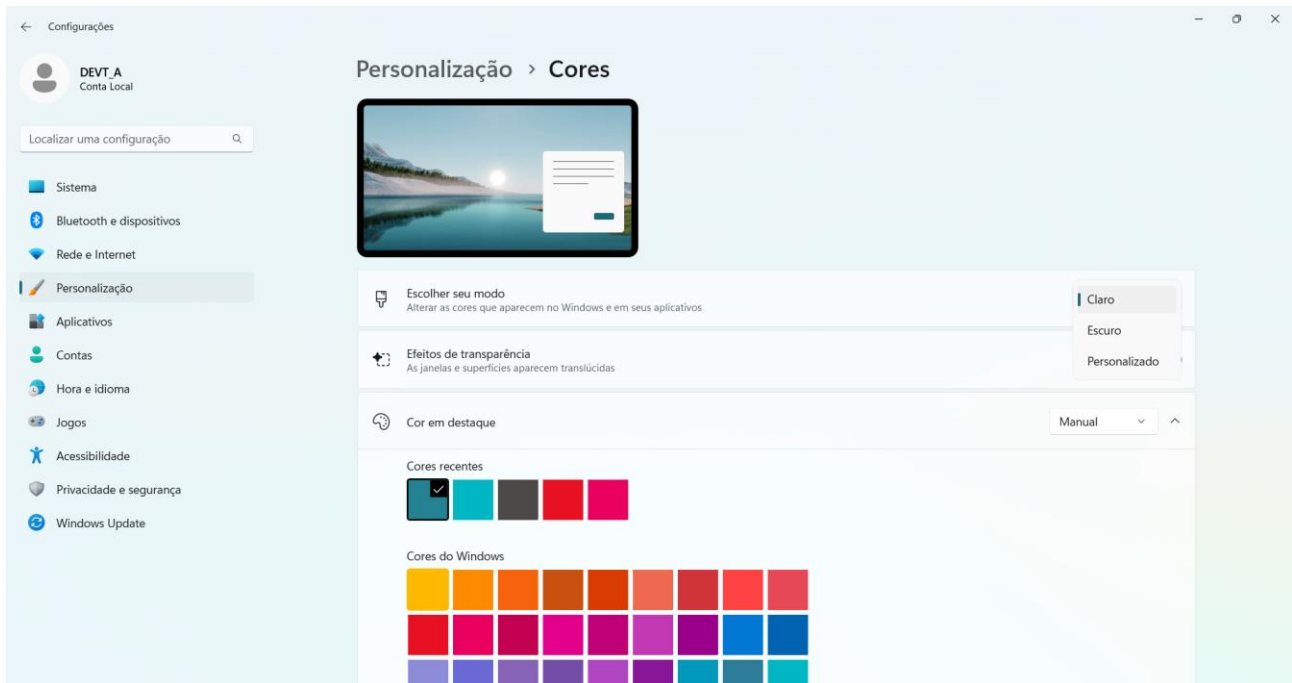 Configurações
DEVT_A
Conta Local
Localizar uma configuração
Sistema
Bluetooth e dispositivos
Rede e Internet
Personalização
Aplicativos
Contas
Hora e idioma
Jogos
Acessibilidade
Privacidade e segurança
Windows Update
Personalização > Cores
Escolher seu modo
Alterar as cores que aparecem no Windows e em seus aplicativos
Claro
Escuro
Personalizado
Efeitos de transparência
As janelas e superfícies aparecem translúcidas
Cor em destaque
Manual
Cores recentes
Cores do Windows